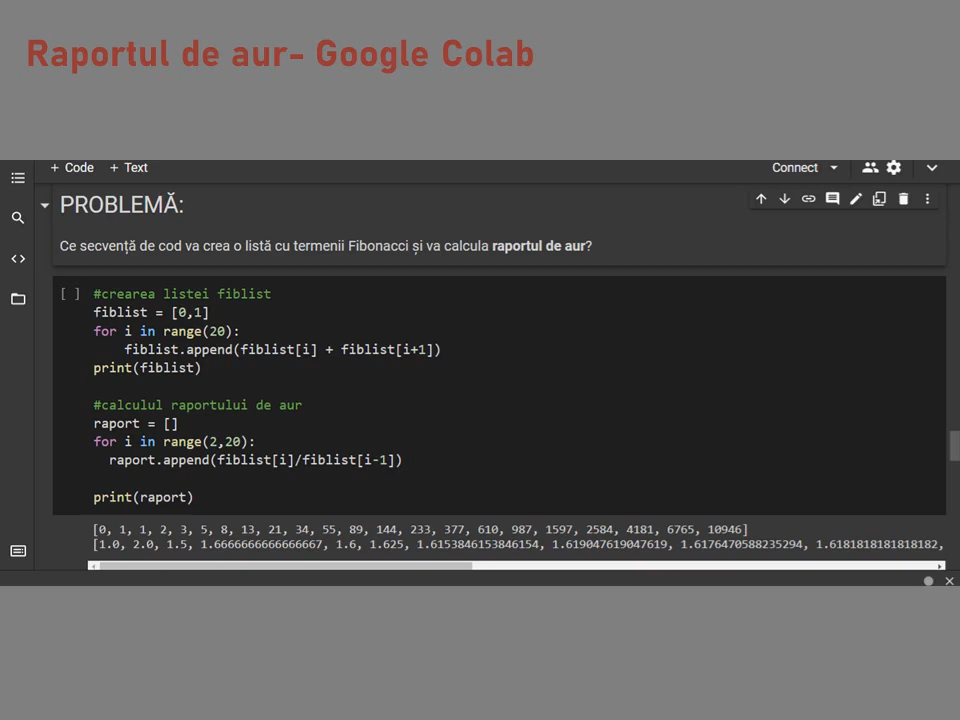 Raportul de aur- Google Colab
+ Code + Text Connect
PROBLEMĂ:
Ce secvență de cod va crea o listă cu termenii Fibonacci și va calcula raportul de aur?
[ ] #crearea listei fiblist
fiblist = [0,1]
for i in range(20):
    fiblist.append(fiblist[i] + fiblist[i+1])
print(fiblist)
#calculul raportului de aur
raport = []
for i in range(2,20):
  raport.append(fiblist[i]/fiblist[i-1])
print(raport)
[0, 1, 1, 2, 3, 5, 8, 13, 21, 34, 55, 89, 144, 233, 377, 610, 987, 1597, 2584, 4181, 6765, 10946]
[1.0, 2.0, 1.5, 1.6666666666666667, 1.6, 1.625, 1.6153846153846154, 1.619047619047619, 1.6176470588235294, 1.6181818181818182,